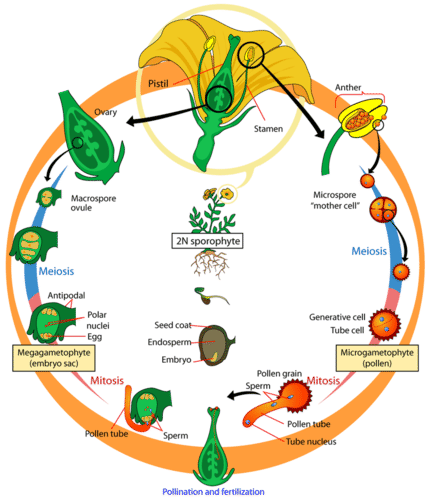 Pistil
Stamen
Ovary
Anther
Macrospore
ovule
Microspore
"mother cell"
2N sporophyte
Meiosis
Meiosis
Antipodal
Polar
nuclei
Egg
Megagametophyte
(embryo sac)
Seed coat
Endosperm
Embryo
Generative cell
Tube cell
Microgametophyte
(pollen)
Mitosis
Mitosis
Pollen grain
Sperm
Pollen tube
Sperm
Pollen tube
Tube nucleus
Pollination and fertilization